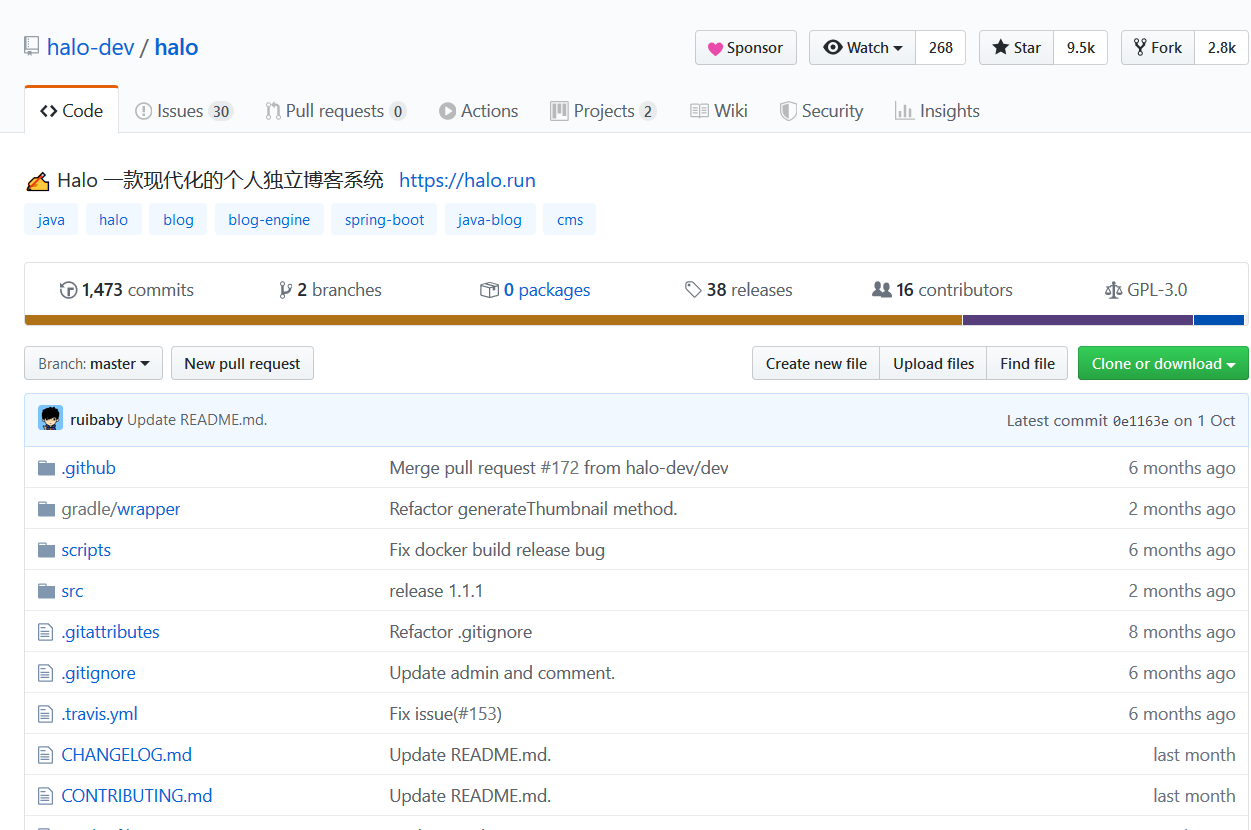 halo-dev / halo Sponsor Watch 268 Star 9.5k Fork 2.8k
Code Issues 30 Pull requests 0 Actions Projects 2 Wiki Security Insights
Halo 一款现代化的个人独立博客系统 https://halo.run
java halo blog blog-engine spring-boot java-blog cms
1,473 commits 2 branches 0 packages 38 releases 16 contributors GPL-3.0
Branch: master New pull request Create new file Upload files Find file Clone or download
ruibaby Update README.md. Latest commit 0e1163e on 1 Oct
.github Merge pull request #172 from halo-dev/dev 6 months ago
gradle/wrapper Refactor generateThumbnail method. 2 months ago
scripts Fix docker build release bug 6 months ago
src release 1.1.1 2 months ago
.gitattributes Refactor .gitignore 8 months ago
.gitignore Update admin and comment. 6 months ago
.travis.yml Fix issue(#153) 6 months ago
CHANGELOG.md Update README.md. last month
CONTRIBUTING.md Update README.md. last month